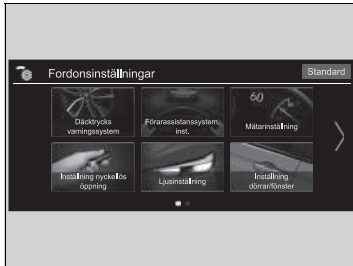 Fordonsinställningar
Standard
Däcktrycks
varningssystem
Förarassistanssystem,
inst.
60
Mätarinställning
Inställning nyckellös
öppning
Ljusinställning
Inställning
dörrar/fönster